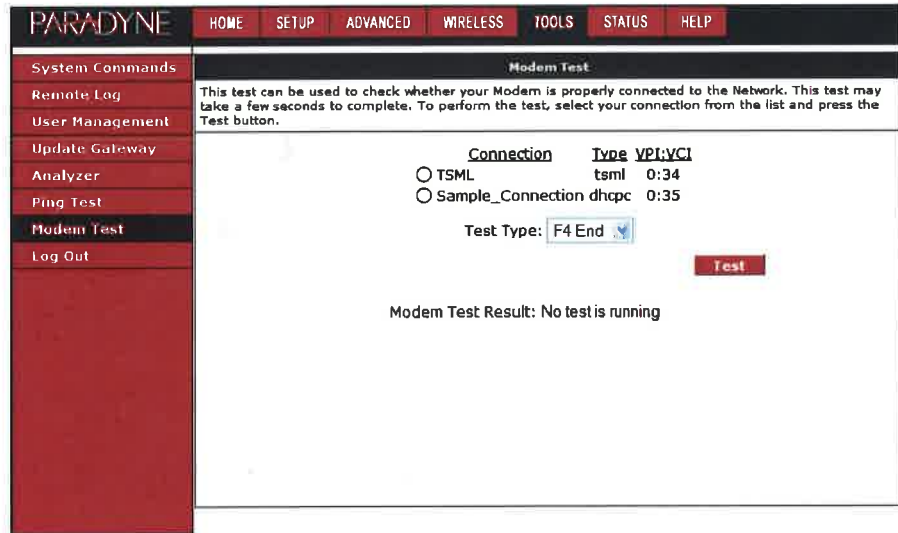 PARADYNE
HOME SETUP ADVANCED WIRELESS TOOLS STATUS HELP
System Commands
Remote Log
User Management
Update Gateway
Analyzer
Ping Test
Modem Test
Log Out
Modem Test
This test can be used to check whether your Modem is properly connected to the Network. This test may
take a few seconds to complete. To perform the test, select your connection from the list and press the
Test button.
Connection Type VPI:VCI
TSML tsml 0:34
Sample_Connection dhcpc 0:35
Test Type: F4 End
Test
Modem Test Result: No test is running